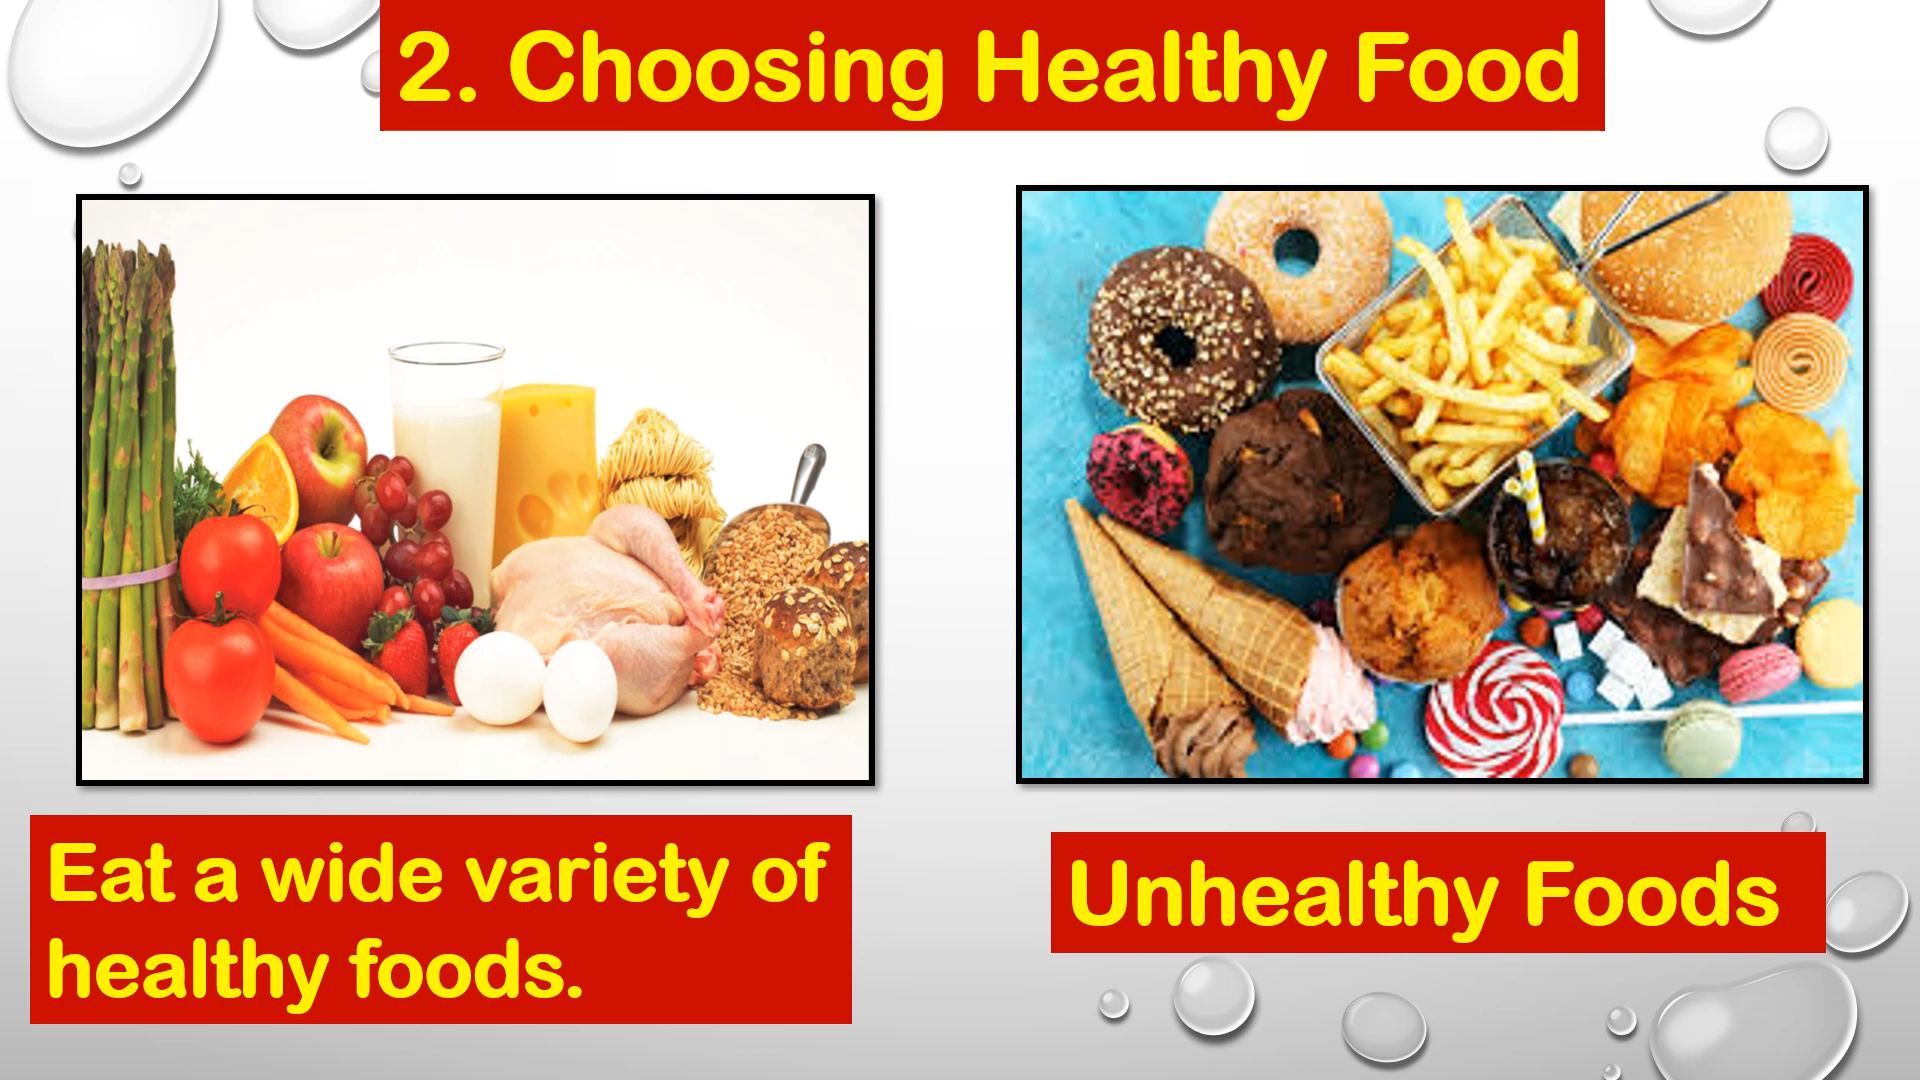 2. Choosing Healthy Food
Eat a wide variety of
healthy foods.
Unhealthy Foods